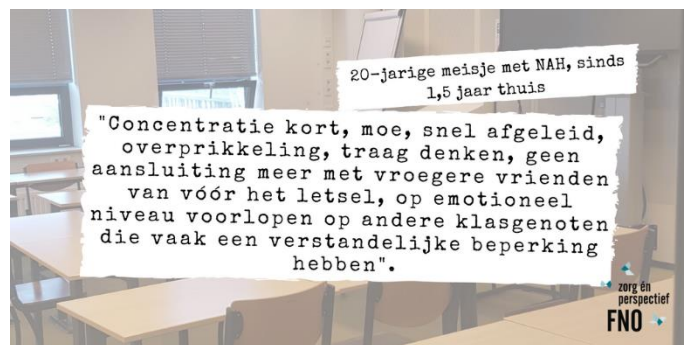 20-jarige meisje met NAH, sinds
1,5 jaar thuis
"Concentratie kort, moe, snel afgeleid,
overprikkeling, traag denken, geen
aansluiting meer met vroegere vrienden
van vóór het letsel, op emotioneel
niveau voorlopen op andere klasgenoten
die vaak een verstandelijke beperking
hebben".
zorg én
perspectief
FNO